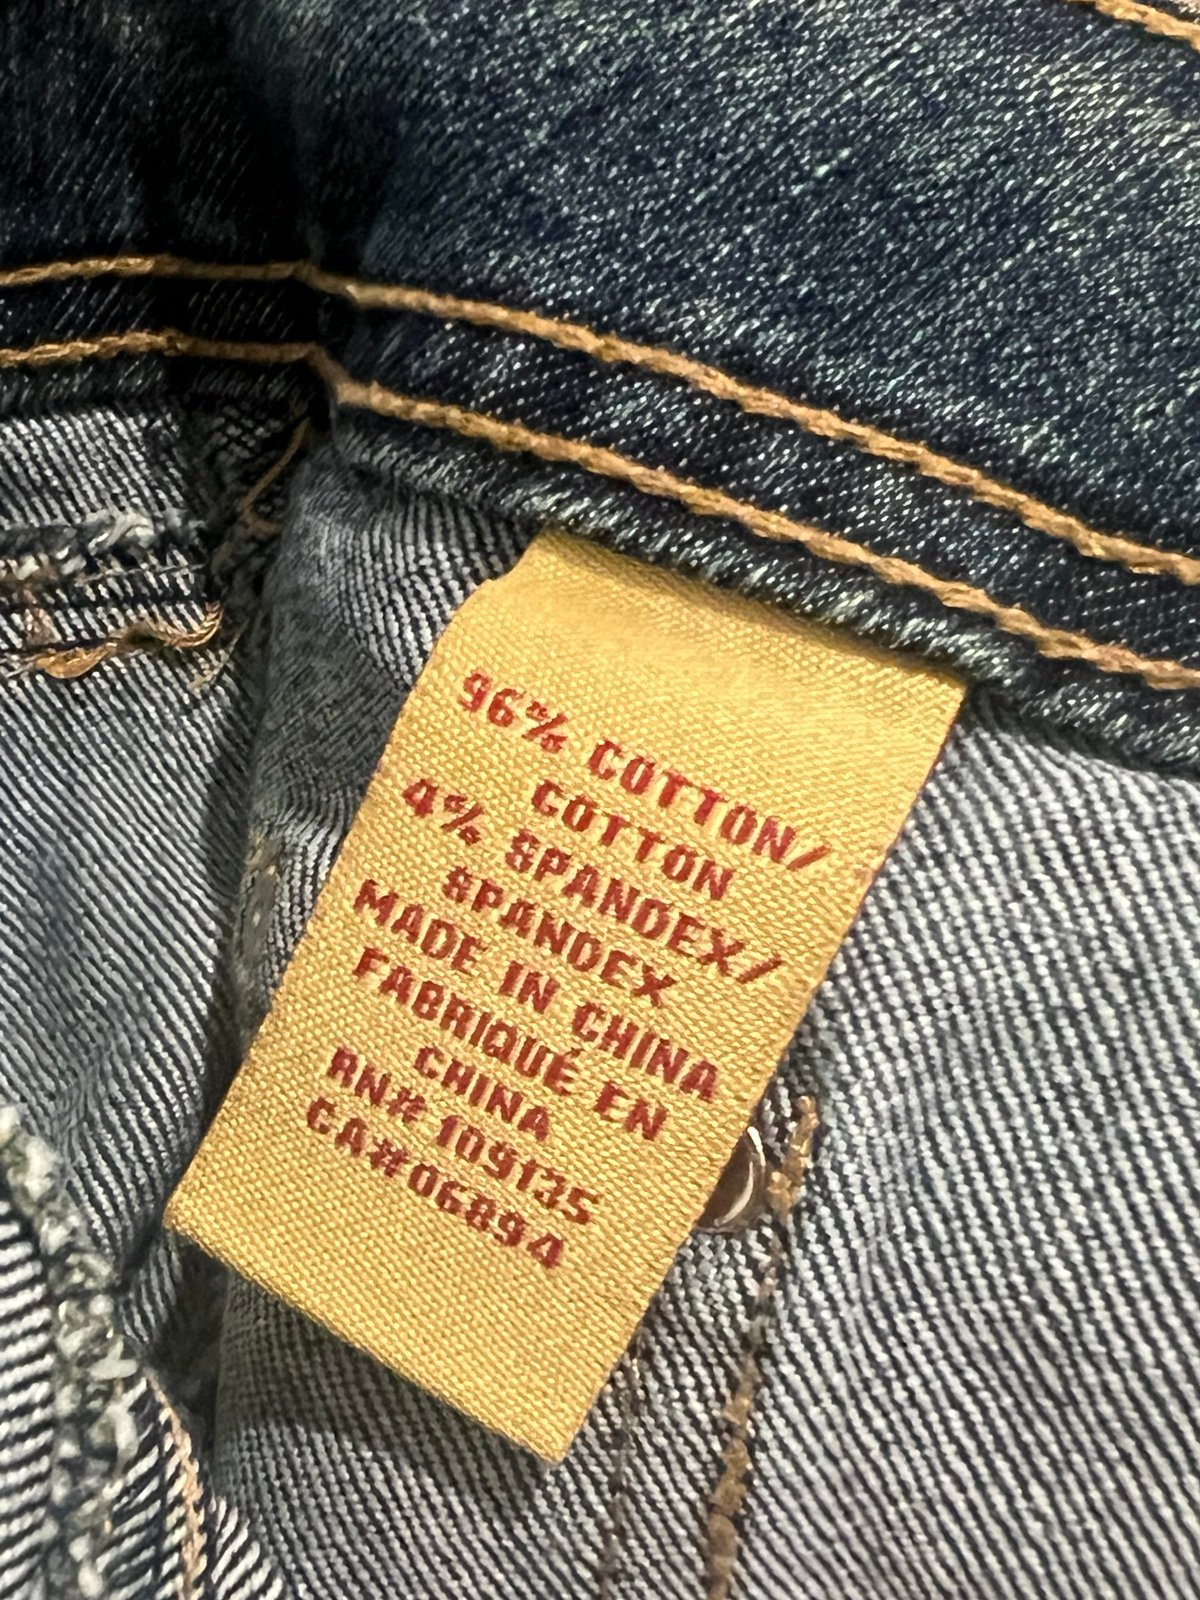 96% COTTON/
COTTON
4% SPANDEX/
SPANDEX
MADE IN CHINA
FABRIQUÉ EN
CHINA
RN# 109135
CA#06894